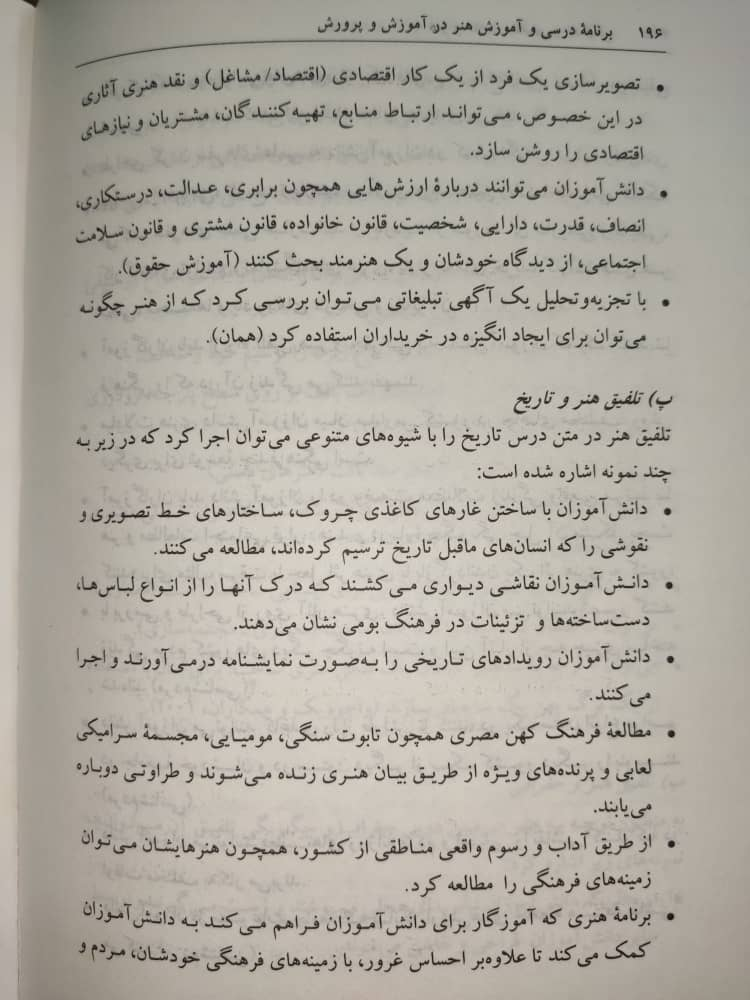 ۱۹۶ برنامهٔ درسی و آموزش هنر در آموزش و پرورش
• تصویرسازی یک فرد از یک کار اقتصادی (اقتصاد/ مشاغل) و نقد هنری آثاری
در این خصوص، می‌تواند ارتباط منابع، تهیه‌کنندگان، مشتریان و نیازهای
اقتصادی را روشن سازد.
• دانش‌آموزان می‌توانند دربارهٔ ارزش‌هایی همچون برابری، عدالت، درستکاری،
انصاف، قدرت، دارایی، شخصیت، قانون خانواده، قانون مشتری و قانون سلامت
اجتماعی، از دیدگاه خودشان و یک هنرمند بحث کنند (آموزش حقوق).
• با تجزیه‌وتحلیل یک آگهی تبلیغاتی می‌توان بررسی کرد که از هنر چگونه
می‌توان برای ایجاد انگیزه در خریداران استفاده کرد (همان).
پ) تلفیق هنر و تاریخ
تلفیق هنر در متن درس تاریخ را با شیوه‌های متنوعی می‌توان اجرا کرد که در زیر به
چند نمونه اشاره شده است:
• دانش‌آموزان با ساختن غارهای کاغذی چروک، ساختارهای خط تصویری و
نقوشی را که انسان‌های ماقبل تاریخ ترسیم کرده‌اند، مطالعه می‌کنند.
• دانش‌آموزان نقاشی دیواری می‌کشند که درک آنها را از انواع لباس‌ها،
دست‌ساخته‌ها و تزئینات در فرهنگ بومی نشان می‌دهند.
• دانش‌آموزان رویدادهای تاریخی را به‌صورت نمایشنامه درمی‌آورند و اجرا
می‌کنند.
• مطالعهٔ فرهنگ کهن مصری همچون تابوت سنگی، مومیایی، مجسمهٔ سرامیکی
لعابی و پرنده‌های ویژه از طریق بیان هنری زنده می‌شوند و طراوتی دوباره
می‌یابند.
• از طریق آداب و رسوم واقعی مناطقی از کشور، همچون هنرهایشان می‌توان
زمینه‌های فرهنگی را مطالعه کرد.
• برنامهٔ هنری که آموزگار برای دانش‌آموزان فراهم می‌کند به دانش‌آموزان
کمک می‌کند تا علاوه‌بر احساس غرور، با زمینه‌های فرهنگی خودشان، مردم و